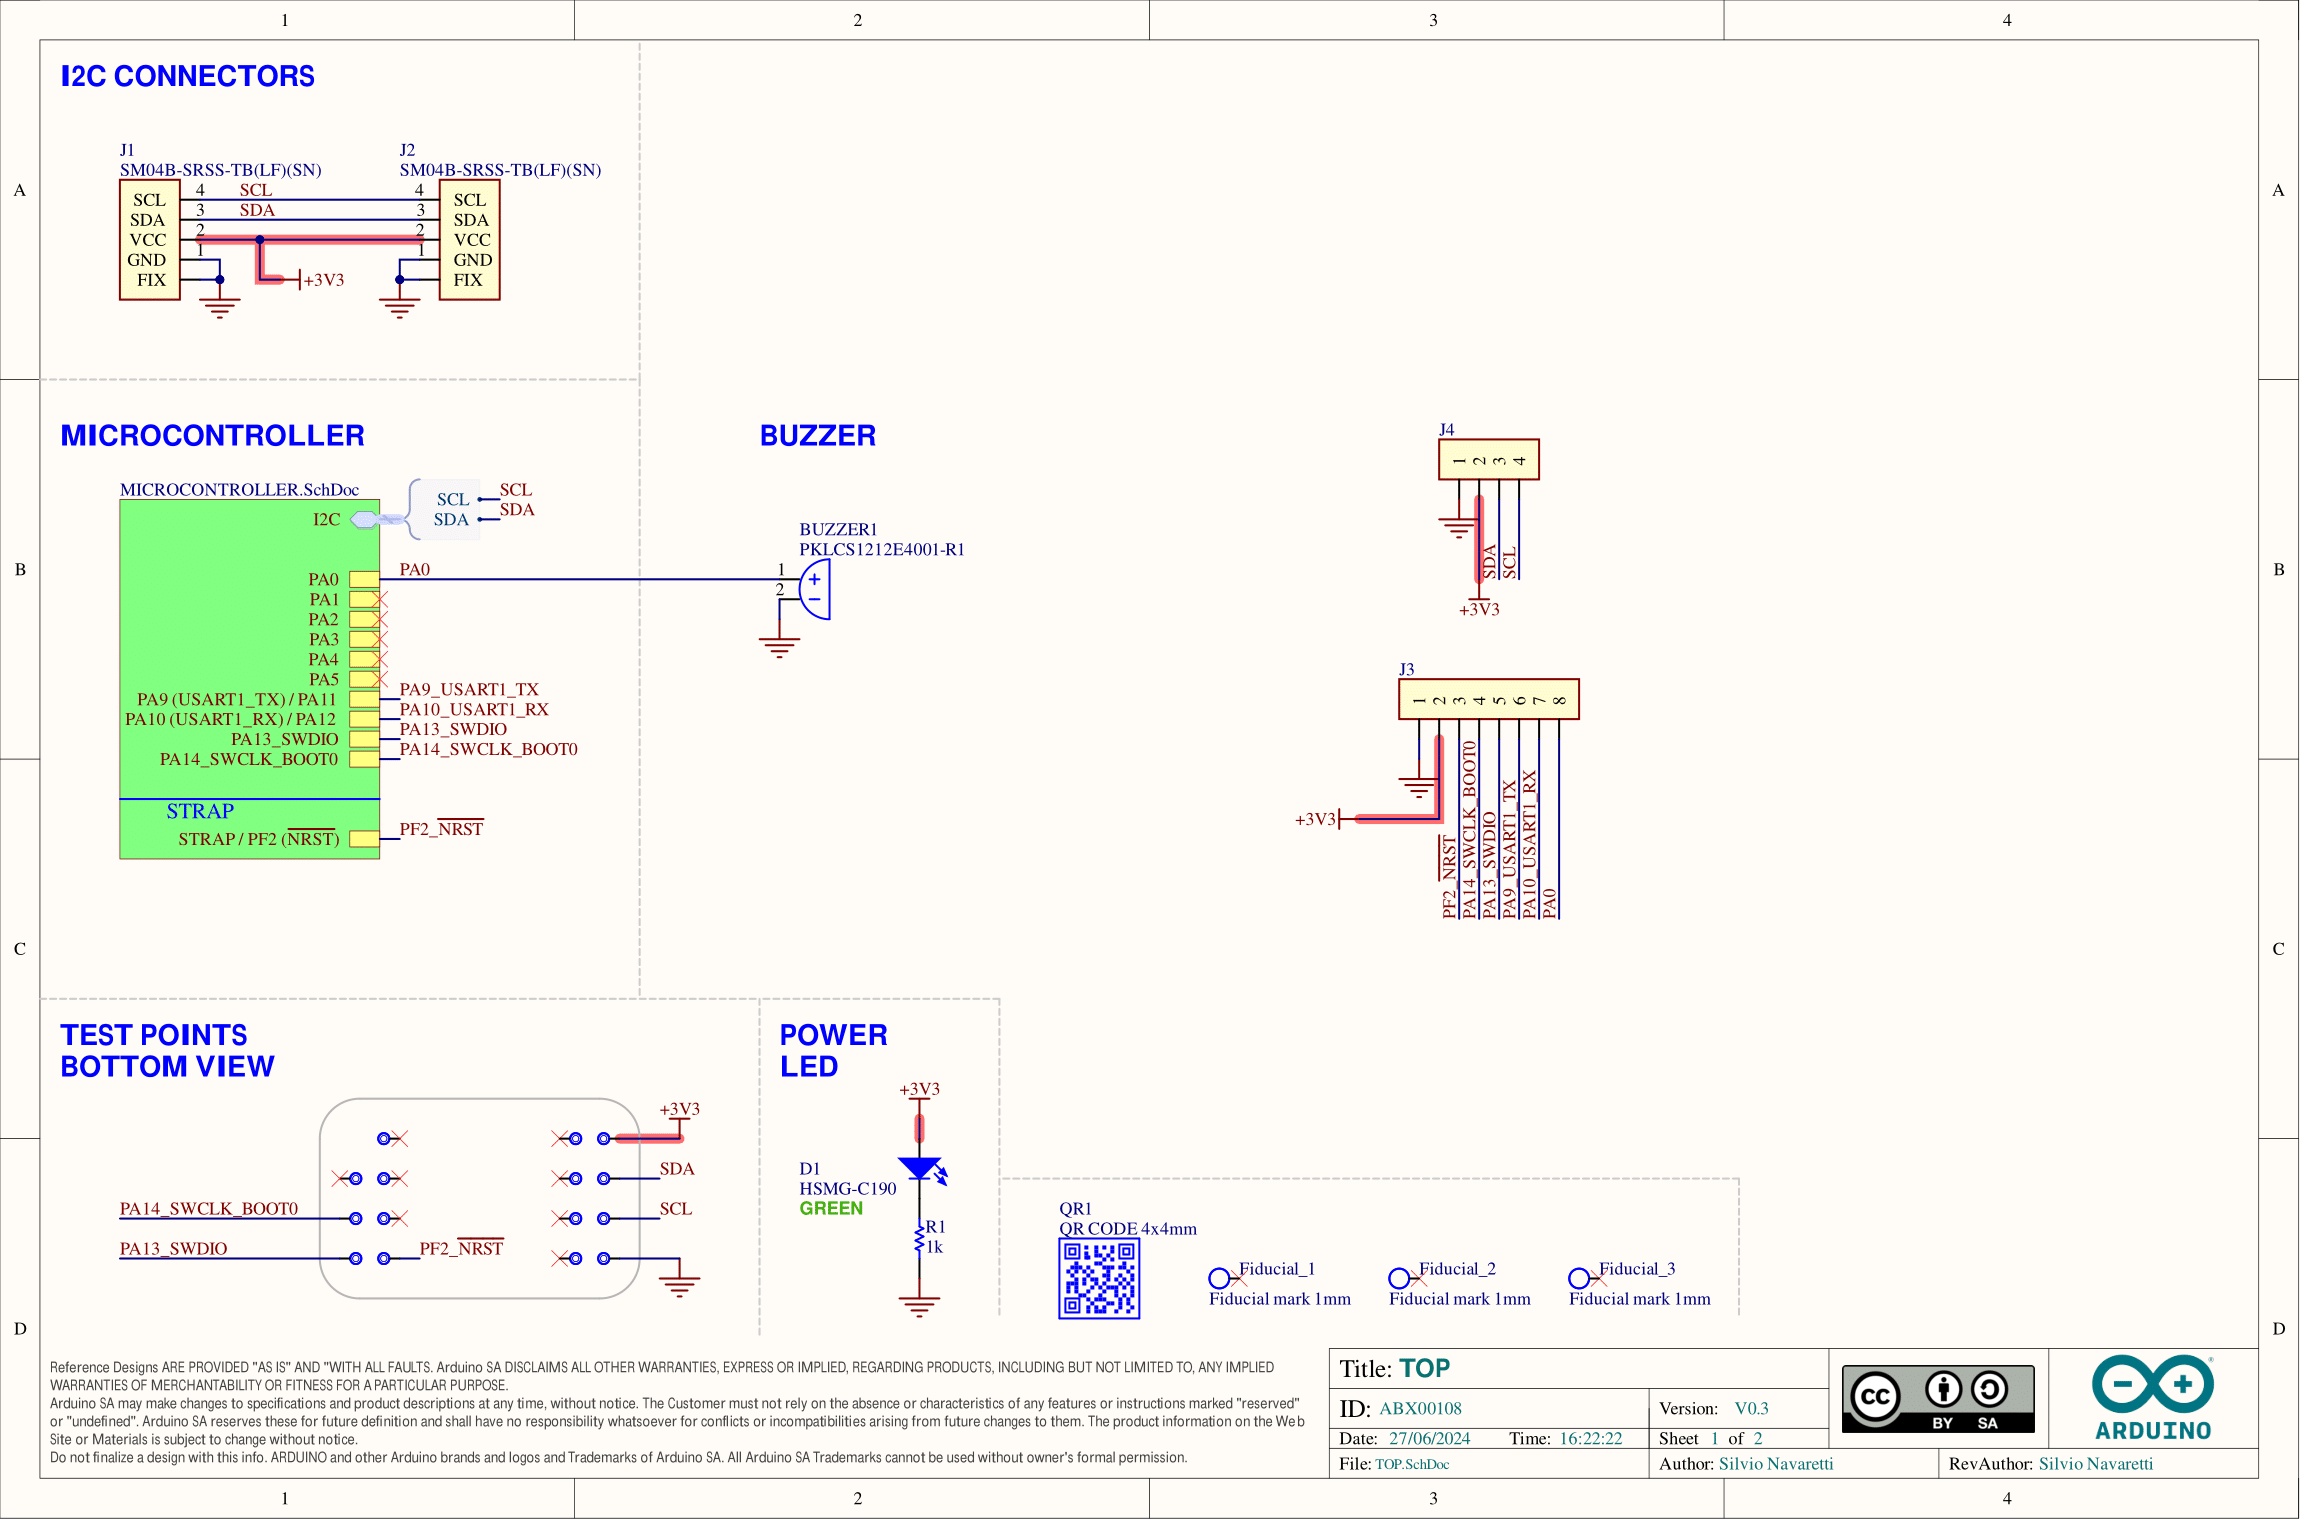 1 2 3 4
I2C CONNECTORS
J1
SM04B-SRSS-TB(LF)(SN)
J2
SM04B-SRSS-TB(LF)(SN)
A
A
SCL 4 SCL 4 SCL
SDA 3 SDA 3 SDA
VCC 2 2 VCC
GND 1 1 GND
FIX +3V3 FIX
MICROCONTROLLER
BUZZER
J4
1 2 3 4
SDA
SCL
+3V3
MICROCONTROLLER.SchDoc
I2C
SCL SCL
SDA SDA
B
B
BUZZER1
PKLCS1212E4001-R1
1 +
2 −
PA0 PA0
PA1
PA2
PA3
PA4
PA5
PA9 (USART1_TX) / PA11 PA9_USART1_TX
PA10 (USART1_RX) / PA12 PA10_USART1_RX
PA13_SWDIO PA13_SWDIO
PA14_SWCLK_BOOT0 PA14_SWCLK_BOOT0
STRAP
STRAP / PF2 (NRST) PF2_NRST
J3
1 2 3 4 5 6 7 8
+3V3
PF2_NRST
PA14_SWCLK_BOOT0
PA13_SWDIO
PA9_USART1_TX
PA10_USART1_RX
PA0
C
C
TEST POINTS
BOTTOM VIEW
+3V3
SDA
PA14_SWCLK_BOOT0 SCL
PA13_SWDIO PF2_NRST
POWER
LED
+3V3
D1
HSMG-C190
GREEN
R1
1k
QR1
QR CODE 4x4mm
Fiducial_1
Fiducial mark 1mm
Fiducial_2
Fiducial mark 1mm
Fiducial_3
Fiducial mark 1mm
D
D
Reference Designs ARE PROVIDED "AS IS" AND "WITH ALL FAULTS. Arduino SA DISCLAIMS ALL OTHER WARRANTIES, EXPRESS OR IMPLIED, REGARDING PRODUCTS, INCLUDING BUT NOT LIMITED TO, ANY IMPLIED
WARRANTIES OF MERCHANTABILITY OR FITNESS FOR A PARTICULAR PURPOSE.
Arduino SA may make changes to specifications and product descriptions at any time, without notice. The Customer must not rely on the absence or characteristics of any features or instructions marked "reserved"
or "undefined". Arduino SA reserves these for future definition and shall have no responsibility whatsoever for conflicts or incompatibilities arising from future changes to them. The product information on the Web
Site or Materials is subject to change without notice.
Do not finalize a design with this info. ARDUINO and other Arduino brands and logos and Trademarks of Arduino SA. All Arduino SA Trademarks cannot be used without owner's formal permission.
Title: TOP
ID: ABX00108
Version: V0.3
Date: 27/06/2024 Time: 16:22:22
Sheet 1 of 2
File: TOP.SchDoc
Author: Silvio Navaretti
RevAuthor: Silvio Navaretti
cc
BY SA
ARDUINO
®
1 2 3 4